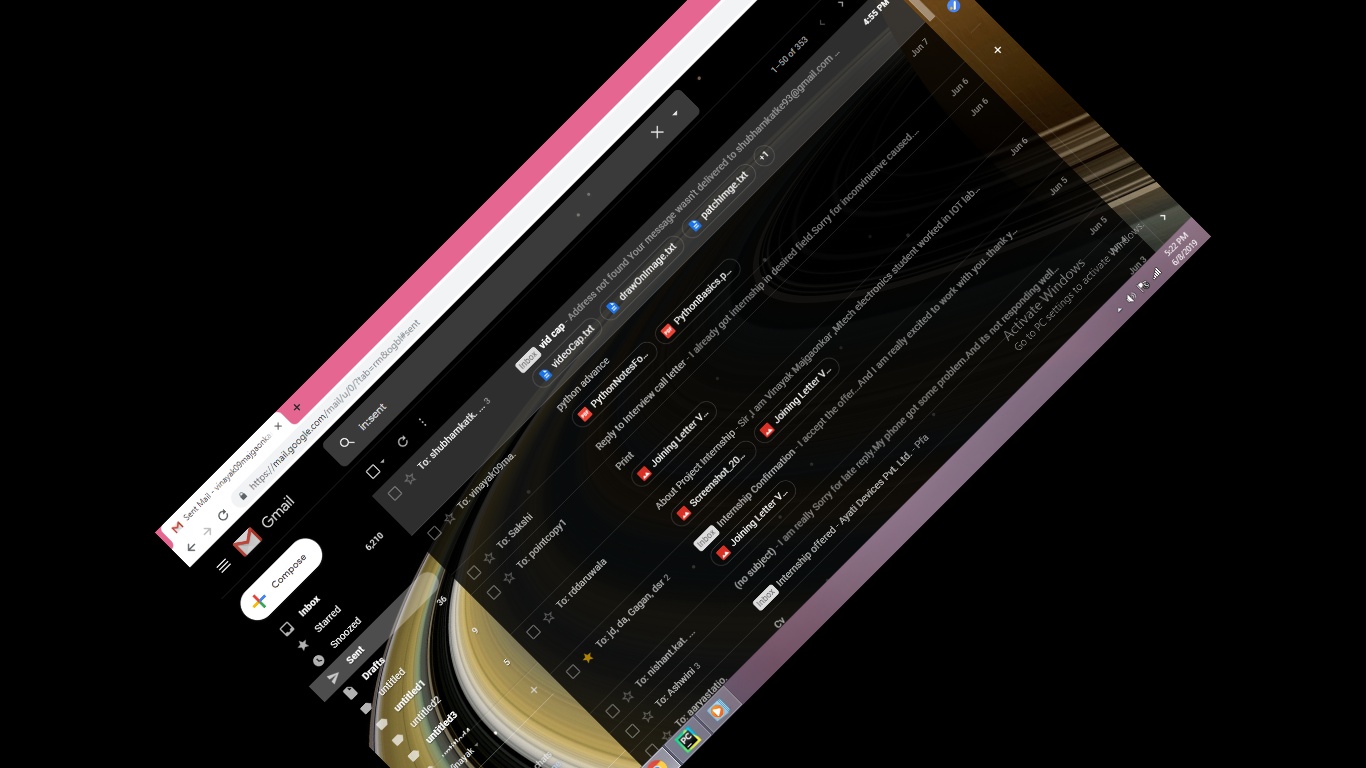 Sent Mail - vinayak09majgaonka
https://mail.google.com/mail/u/0/?tab=rm&ogbl#sent
Gmail
in:sent
Compose
6,210
1–50 of 353
Inbox
Starred
Snoozed
Sent
Drafts 36
untitled 9
untitled1 5
untitled2
untitled3
To: shubhamkatk. ... 3
Inbox vid cap - Address not found Your message wasn't delivered to shubhamkatke93@gmail.com ...
4:55 PM
videoCap.txt
drawOnImage.txt
patchImge.txt
+1
To: vinayak09ma.
python advance
Jun 7
PythonNotesFo...
PythonBasics.p...
To: Sakshi
Reply to Interview call letter - I already got internship in desired field.Sorry for inconvinienve caused...
Jun 6
To: pointcopy1
Print
Jun 6
Joining Letter V...
To: rddaruwala
About Project Internship - Sir I am Vinayak Majgaonkar Mtech electronics student worked in IOT lab...
Jun 6
Screenshot_20...
Joining Letter V...
To: jd, da, Gagan, dsr 2
Inbox Internship Confirmation - I accept the offer...And I am really excited to work with you..thank y...
Jun 5
Joining Letter V...
To: nishant.kat. ...
(no subject) - I am really Sorry for late reply.My phone got some problem.And its not responding well...
Jun 5
To: Ashwini 3
Inbox Internship offered - Ayati Devices Pvt. Ltd. - Pfa
To: aaryastatio.
Cv
Jun 3
Activate Windows
Go to PC settings to activate Windows.
5:22 PM
6/8/2019